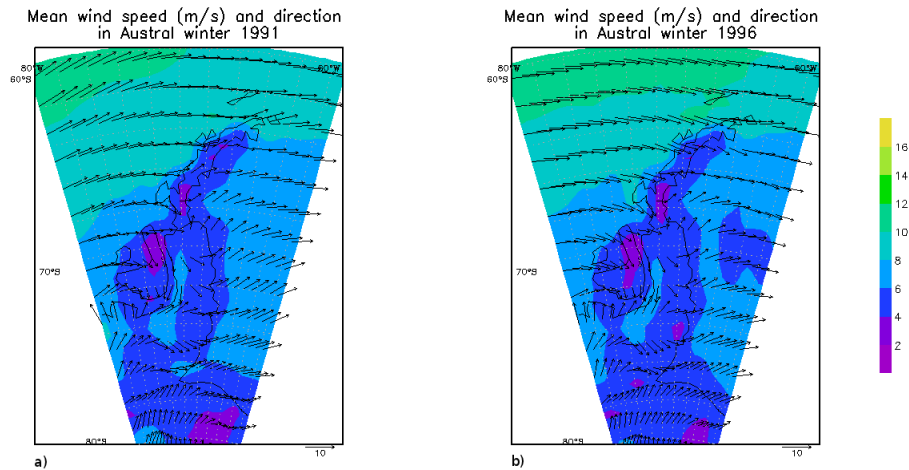 Mean wind speed (m/s) and direction
in Austral winter 1991
80°W
60°W
60°S
70°S
80°S
10
a)
Mean wind speed (m/s) and direction
in Austral winter 1996
80°W
60°W
60°S
70°S
80°S
10
b)
16
14
12
10
8
6
4
2